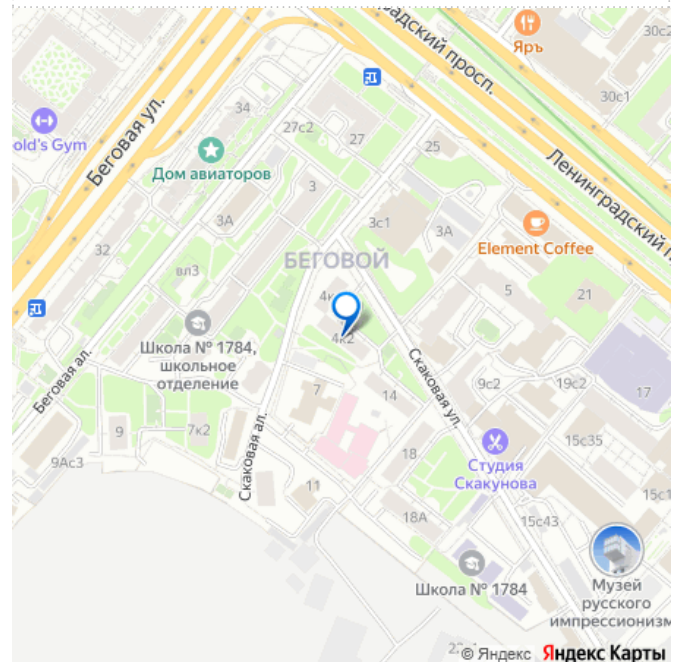 адский просп.
Яръ
30с2
30с1
old's Gym
Беговая ул.
34
27с2
27
25
Дом авиаторов
Ленинградский п
3
3А
3с1
3А
Element Coffee
32
БЕГОВОЙ
вл3
5
21
4к2
Школа № 1784,
школьное
отделение
Скаковая ул.
9с2
19с2
17
Беговая ал.
7
14
9
7к2
Скаковая ал.
18
Студия
Скакунова
15с35
9Ас3
11
15с1
18А
15с43
Школа № 1784
Музей
русского
импрессионизм
© Яндекс Яндекс Карты